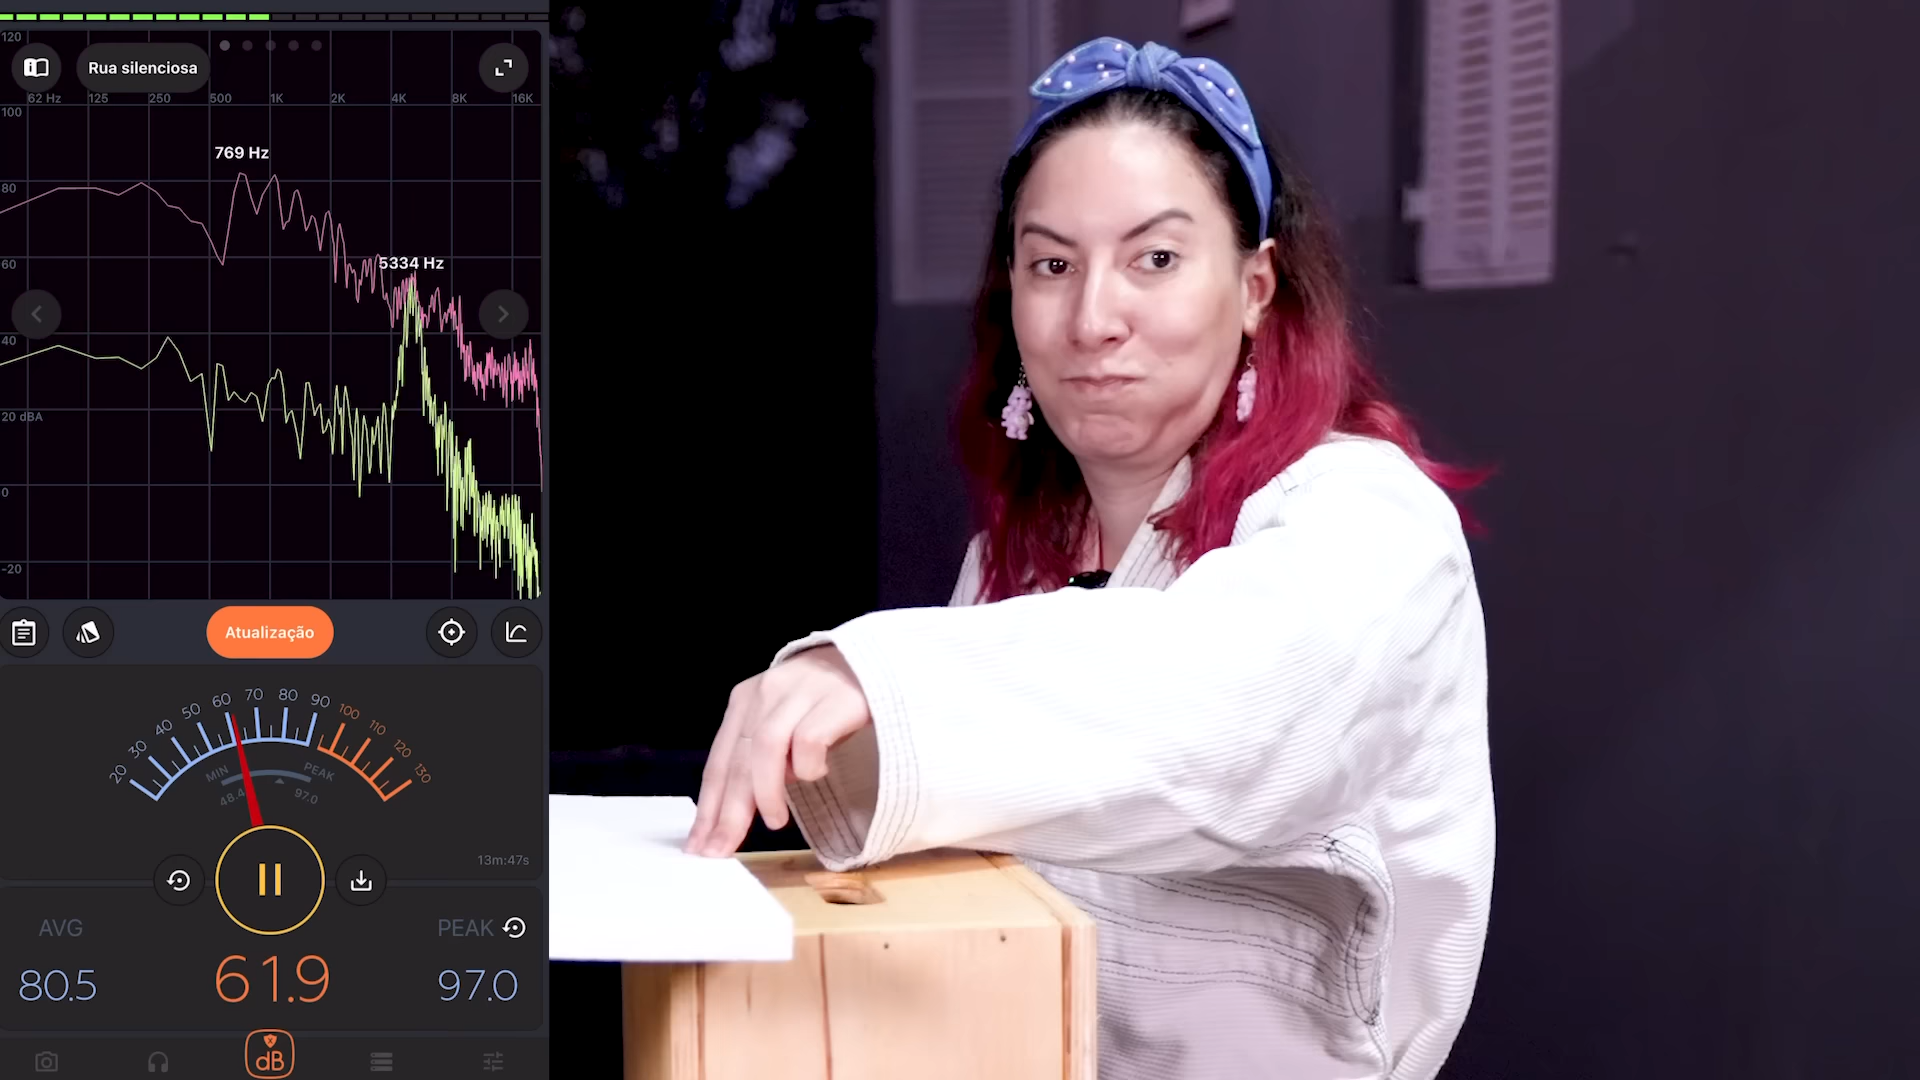 120
Rua silenciosa
62 Hz 125 250 500 1K 2K 4K 8K 16K
100
769 Hz
80
5334 Hz
60
40
20 dBA
0
-20
Atualização
20 30 40 50 60 70 80 90 100 110 120 130
MIN PEAK
48.4 97.0
13m:47s
AVG PEAK
80.5 61.9 97.0
dB